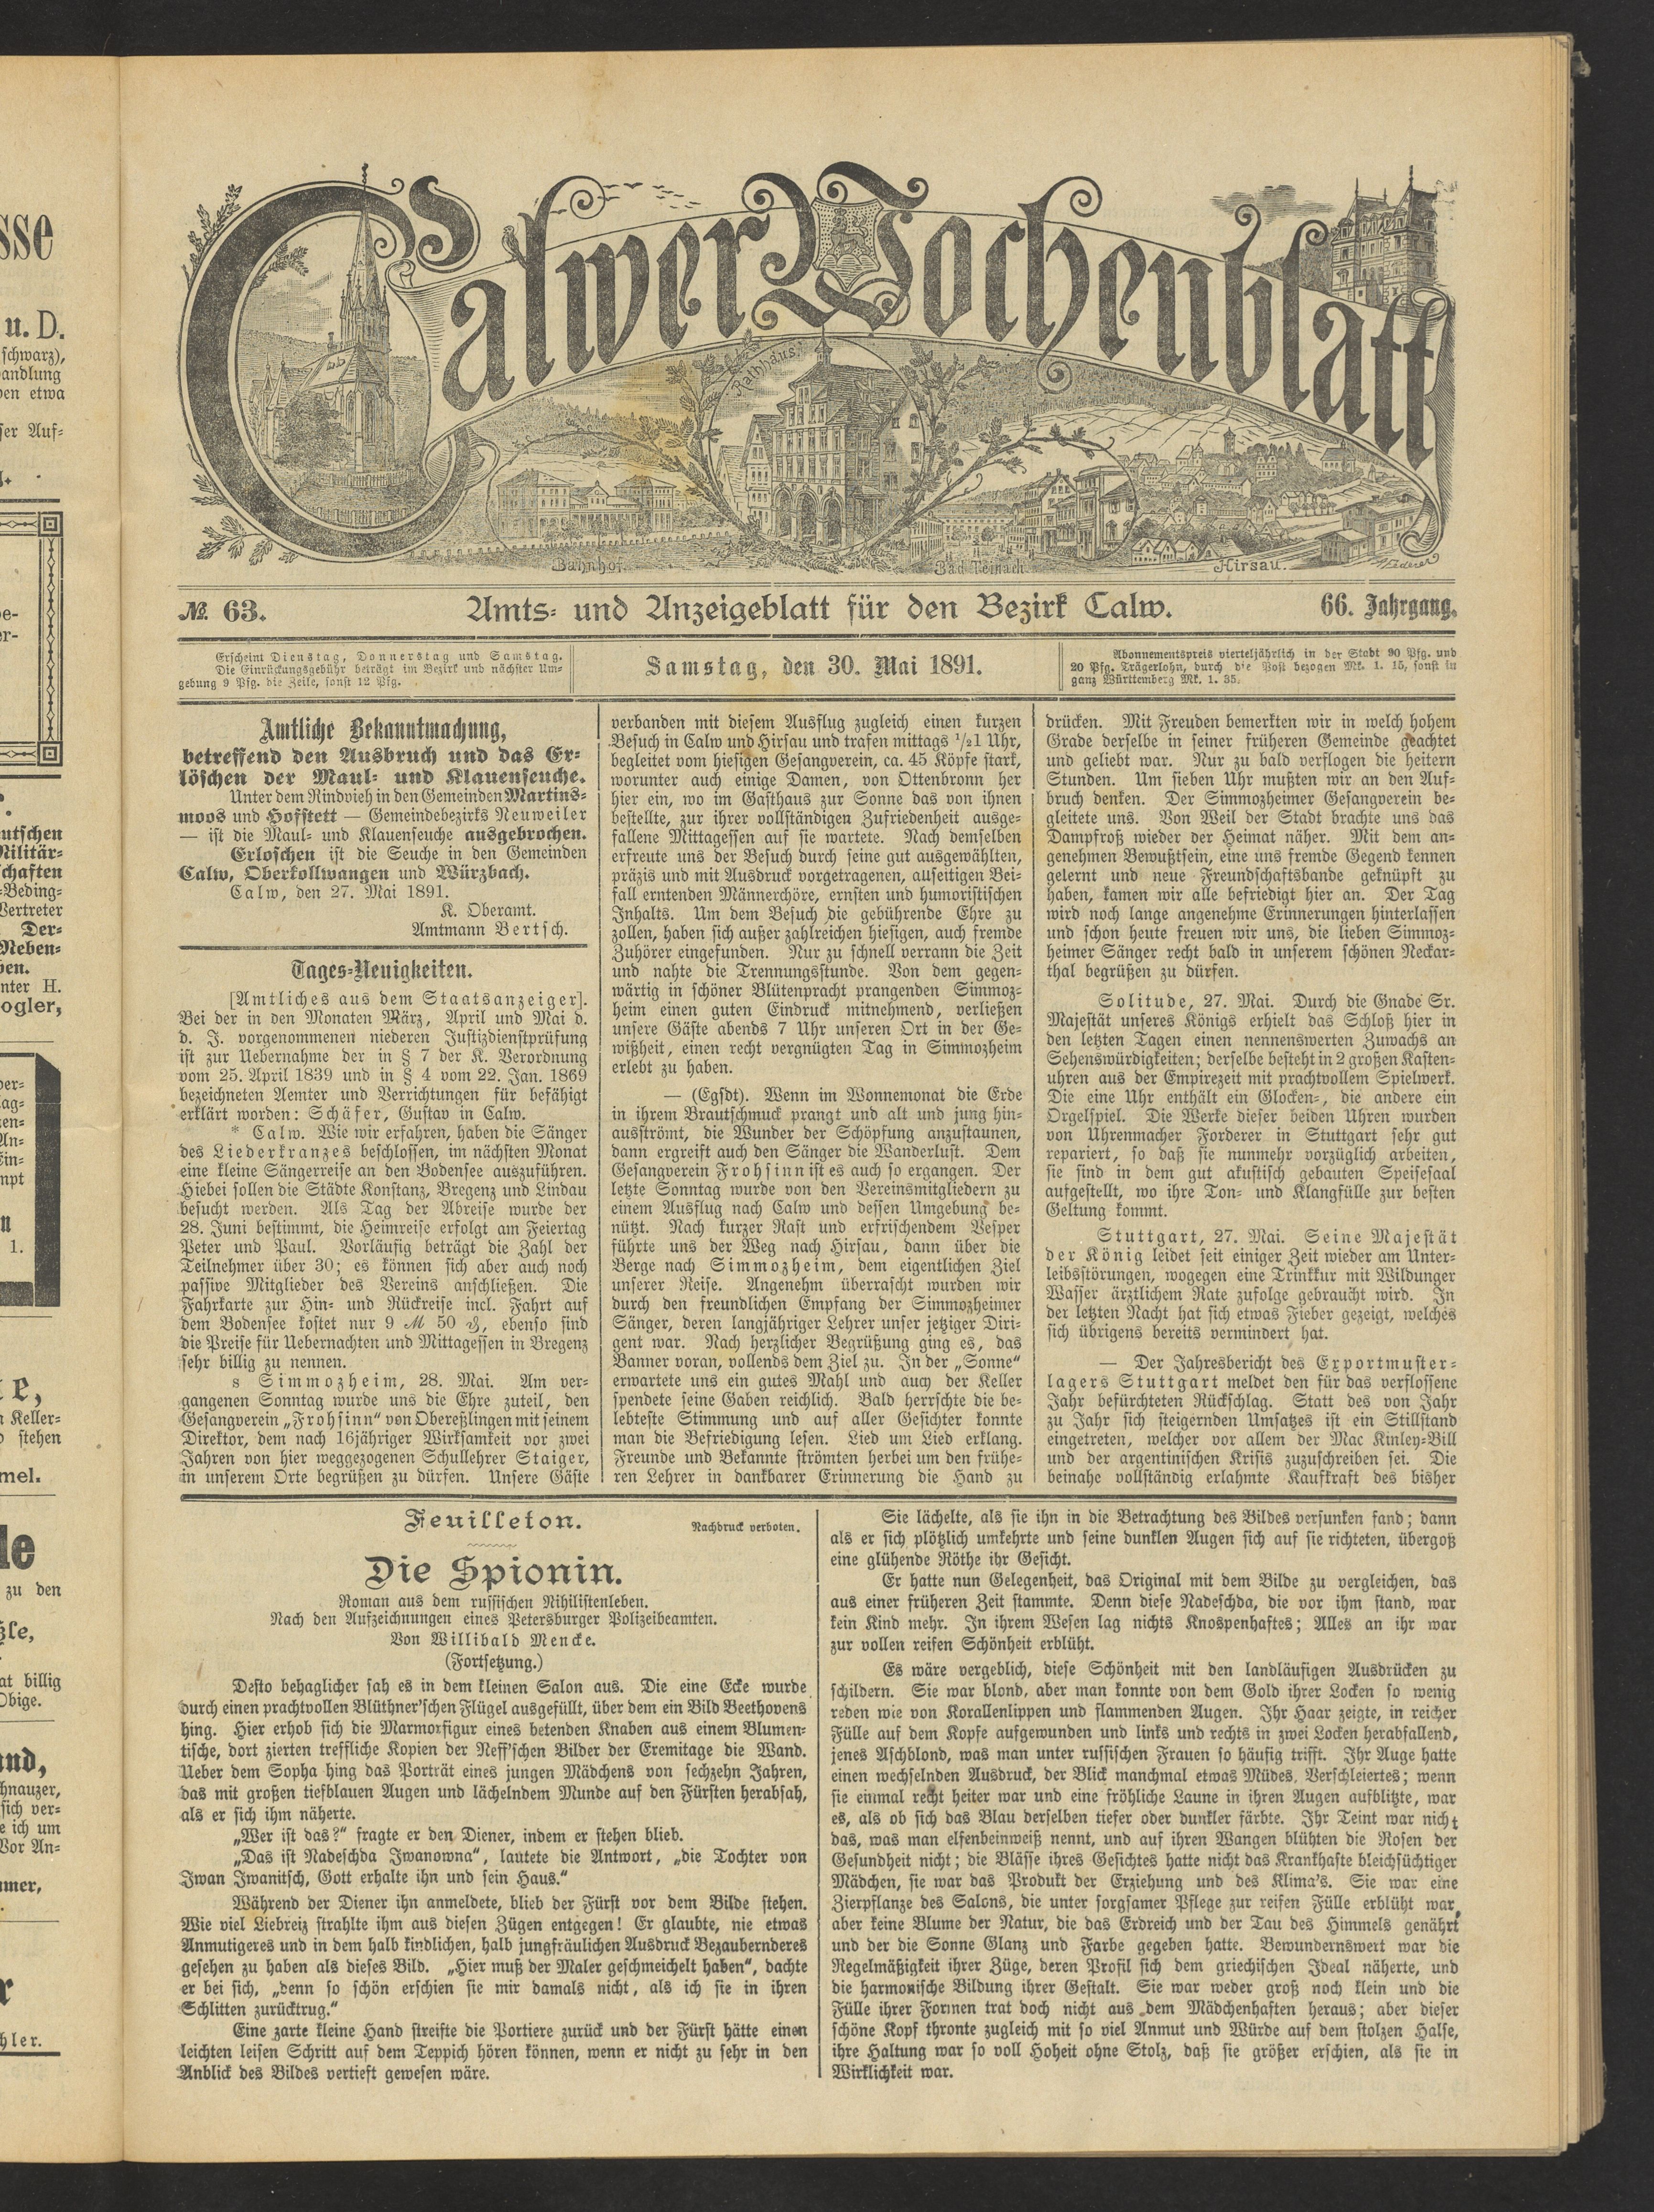 Calwer Wochenblatt
Rathhaus.
Bahnhof.
Bad Teinach.
Hirsau.
№ 63.
Amts- und Anzeigeblatt für den Bezirk Calw.
66. Jahrgang.
Erscheint Dienstag, Donnerstag und Samstag.
Die Einrückungsgebühr beträgt im Bezirk und nächster Um-
gebung 9 Pfg. die Zeile, sonst 12 Pfg.
Samstag, den 30. Mai 1891.
Abonnementspreis vierteljährlich in der Stadt 90 Pfg. und
20 Pfg. Trägerlohn, durch die Post bezogen Mk. 1. 15, sonst in
ganz Württemberg Mk. 1. 35.
Amtliche Bekanntmachung,
betreffend den Ausbruch und das Er-
löschen der Maul- und Klauenseuche.
Unter dem Rindvieh in den Gemeinden Martins-
moos und Hofstett — Gemeindebezirks Neuweiler
— ist die Maul- und Klauenseuche ausgebrochen.
Erloschen ist die Seuche in den Gemeinden
Calw, Oberkollwangen und Würzbach.
Calw, den 27. Mai 1891.
K. Oberamt.
Amtmann Bertsch.
Tages-Neuigkeiten.
[Amtliches aus dem Staatsanzeiger].
Bei der in den Monaten März, April und Mai d.
d. J. vorgenommenen niederen Justizdienstprüfung
ist zur Uebernahme der in § 7 der K. Verordnung
vom 25. April 1839 und in § 4 vom 22. Jan. 1869
bezeichneten Aemter und Verrichtungen für befähigt
erklärt worden: Schäfer, Gustav in Calw.
* Calw. Wie wir erfahren, haben die Sänger
des Liederkranzes beschlossen, im nächsten Monat
eine kleine Sängerreise an den Bodensee auszuführen.
Hiebei sollen die Städte Konstanz, Bregenz und Lindau
besucht werden. Als Tag der Abreise wurde der
28. Juni bestimmt, die Heimreise erfolgt am Feiertag
Peter und Paul. Vorläufig beträgt die Zahl der
Teilnehmer über 30; es können sich aber auch noch
passive Mitglieder des Vereins anschließen. Die
Fahrkarte zur Hin- und Rückreise incl. Fahrt auf
dem Bodensee kostet nur 9 ℳ 50 ₰, ebenso sind
die Preise für Uebernachten und Mittagessen in Bregenz
sehr billig zu nennen.
s Simmozheim, 28. Mai. Am ver-
gangenen Sonntag wurde uns die Ehre zuteil, den
Gesangverein „Frohsinn“ von Obereßlingen mit seinem
Direktor, dem nach 16jähriger Wirksamkeit vor zwei
Jahren von hier weggezogenen Schullehrer Staiger,
in unserem Orte begrüßen zu dürfen. Unsere Gäste
verbanden mit diesem Ausflug zugleich einen kurzen
Besuch in Calw und Hirsau und trafen mittags ½1 Uhr,
begleitet vom hiesigen Gesangverein, ca. 45 Köpfe stark,
worunter auch einige Damen, von Ottenbronn her
hier ein, wo im Gasthaus zur Sonne das von ihnen
bestellte, zur ihrer vollständigen Zufriedenheit ausge-
fallene Mittagessen auf sie wartete. Nach demselben
erfreute uns der Besuch durch seine gut ausgewählten,
präzis und mit Ausdruck vorgetragenen, auseitigen Bei-
fall erntenden Männerchöre, ernsten und humoristischen
Inhalts. Um dem Besuch die gebührende Ehre zu
zollen, haben sich außer zahlreichen hiesigen, auch fremde
Zuhörer eingefunden. Nur zu schnell verrann die Zeit
und nahte die Trennungsstunde. Von dem gegen-
wärtig in schöner Blütenpracht prangenden Simmoz-
heim einen guten Eindruck mitnehmend, verließen
unsere Gäste abends 7 Uhr unseren Ort in der Ge-
wißheit, einen recht vergnügten Tag in Simmozheim
erlebt zu haben.
— (Egsdt). Wenn im Wonnemonat die Erde
in ihrem Brautschmuck prangt und alt und jung hin-
ausströmt, die Wunder der Schöpfung anzustaunen,
dann ergreift auch den Sänger die Wanderlust. Dem
Gesangverein Frohsinn ist es auch so ergangen. Der
letzte Sonntag wurde von den Vereinsmitgliedern zu
einem Ausflug nach Calw und dessen Umgebung be-
nützt. Nach kurzer Rast und erfrischendem Vesper
führte uns der Weg nach Hirsau, dann über die
Berge nach Simmozheim, dem eigentlichen Ziel
unserer Reise. Angenehm überrascht wurden wir
durch den freundlichen Empfang der Simmozheimer
Sänger, deren langjähriger Lehrer unser jetziger Diri-
gent war. Nach herzlicher Begrüßung ging es, das
Banner voran, vollends dem Ziel zu. In der „Sonne“
erwartete uns ein gutes Mahl und auch der Keller
spendete seine Gaben reichlich. Bald herrschte die be-
lebteste Stimmung und auf aller Gesichter konnte
man die Befriedigung lesen. Lied um Lied erklang.
Freunde und Bekannte strömten herbei um den frühe-
ren Lehrer in dankbarer Erinnerung die Hand zu
drücken. Mit Freuden bemerkten wir in welch hohem
Grade derselbe in seiner früheren Gemeinde geachtet
und geliebt war. Nur zu bald verflogen die heitern
Stunden. Um sieben Uhr mußten wir an den Auf-
bruch denken. Der Simmozheimer Gesangverein be-
gleitete uns. Von Weil der Stadt brachte uns das
Dampfroß wieder der Heimat näher. Mit dem an-
genehmen Bewußtsein, eine uns fremde Gegend kennen
gelernt und neue Freundschaftsbande geknüpft zu
haben, kamen wir alle befriedigt hier an. Der Tag
wird noch lange angenehme Erinnerungen hinterlassen
und schon heute freuen wir uns, die lieben Simmoz-
heimer Sänger recht bald in unserem schönen Neckar-
thal begrüßen zu dürfen.
Solitude, 27. Mai. Durch die Gnade Sr.
Majestät unseres Königs erhielt das Schloß hier in
den letzten Tagen einen nennenswerten Zuwachs an
Sehenswürdigkeiten; derselbe besteht in 2 großen Kasten-
uhren aus der Empirezeit mit prachtvollem Spielwerk.
Die eine Uhr enthält ein Glocken-, die andere ein
Orgelspiel. Die Werke dieser beiden Uhren wurden
von Uhrenmacher Forderer in Stuttgart sehr gut
repariert, so daß sie nunmehr vorzüglich arbeiten,
sie sind in dem gut akustisch gebauten Speisesaal
aufgestellt, wo ihre Ton- und Klangfülle zur besten
Geltung kommt.
Stuttgart, 27. Mai. Seine Majestät
der König leidet seit einiger Zeit wieder am Unter-
leibsstörungen, wogegen eine Trinkkur mit Wildunger
Wasser ärztlichem Rate zufolge gebraucht wird. In
der letzten Nacht hat sich etwas Fieber gezeigt, welches
sich übrigens bereits vermindert hat.
— Der Jahresbericht des Exportmuster-
lagers Stuttgart meldet den für das verflossene
Jahr befürchteten Rückschlag. Statt des von Jahr
zu Jahr sich steigernden Umsatzes ist ein Stillstand
eingetreten, welcher vor allem der Mac Kinley-Bill
und der argentinischen Krisis zuzuschreiben sei. Die
beinahe vollständig erlahmte Kaufkraft des bisher
Feuilleton.
Nachdruck verboten.
Die Spionin.
Roman aus dem russischen Nihilistenleben.
Nach den Aufzeichnungen eines Petersburger Polizeibeamten.
Von Willibald Mencke.
(Fortsetzung.)
Desto behaglicher sah es in dem kleinen Salon aus. Die eine Ecke wurde
durch einen prachtvollen Blüthner'schen Flügel ausgefüllt, über dem ein Bild Beethovens
hing. Hier erhob sich die Marmorfigur eines betenden Knaben aus einem Blumen-
tische, dort zierten treffliche Kopien der Neff'schen Bilder der Eremitage die Wand.
Ueber dem Sopha hing das Porträt eines jungen Mädchens von sechzehn Jahren,
das mit großen tiefblauen Augen und lächelndem Munde auf den Fürsten herabsah,
als er sich ihm näherte.
„Wer ist das?“ fragte er den Diener, indem er stehen blieb.
„Das ist Nadeschda Iwanowna“, lautete die Antwort, „die Tochter von
Iwan Iwanitsch, Gott erhalte ihn und sein Haus.“
Während der Diener ihn anmeldete, blieb der Fürst vor dem Bilde stehen.
Wie viel Liebreiz strahlte ihm aus diesen Zügen entgegen! Er glaubte, nie etwas
Anmutigeres und in dem halb kindlichen, halb jungfräulichen Ausdruck Bezaubernderes
gesehen zu haben als dieses Bild. „Hier muß der Maler geschmeichelt haben“, dachte
er bei sich, „denn so schön erschien sie mir damals nicht, als ich sie in ihren
Schlitten zurücktrug.“
Eine zarte kleine Hand streifte die Portiere zurück und der Fürst hätte einen
leichten leisen Schritt auf dem Teppich hören können, wenn er nicht zu sehr in den
Anblick des Bildes vertieft gewesen wäre.
Sie lächelte, als sie ihn in die Betrachtung des Bildes versunken fand; dann
als er sich plötzlich umkehrte und seine dunklen Augen sich auf sie richteten, übergoß
eine glühende Röthe ihr Gesicht.
Er hatte nun Gelegenheit, das Original mit dem Bilde zu vergleichen, das
aus einer früheren Zeit stammte. Denn diese Nadeschda, die vor ihm stand, war
kein Kind mehr. In ihrem Wesen lag nichts Knospenhaftes; Alles an ihr war
zur vollen reifen Schönheit erblüht.
Es wäre vergeblich, diese Schönheit mit den landläufigen Ausdrücken zu
schildern. Sie war blond, aber man konnte von dem Gold ihrer Locken so wenig
reden wie von Korallenlippen und flammenden Augen. Ihr Haar zeigte, in reicher
Fülle auf dem Kopfe aufgewunden und links und rechts in zwei Locken herabfallend,
jenes Aschblond, was man unter russischen Frauen so häufig trifft. Ihr Auge hatte
einen wechselnden Ausdruck, der Blick manchmal etwas Müdes, Verschleiertes; wenn
sie einmal recht heiter war und eine fröhliche Laune in ihren Augen aufblitzte, war
es, als ob sich das Blau derselben tiefer oder dunkler färbte. Ihr Teint war nicht
das, was man elfenbeinweiß nennt, und auf ihren Wangen blühten die Rosen der
Gesundheit nicht; die Blässe ihres Gesichtes hatte nicht das Krankhafte bleichsüchtiger
Mädchen, sie war das Produkt der Erziehung und des Klima's. Sie war eine
Zierpflanze des Salons, die unter sorgsamer Pflege zur reifen Fülle erblüht war,
aber keine Blume der Natur, die das Erdreich und der Tau des Himmels genährt
und der die Sonne Glanz und Farbe gegeben hatte. Bewundernswert war die
Regelmäßigkeit ihrer Züge, deren Profil sich dem griechischen Ideal näherte, und
die harmonische Bildung ihrer Gestalt. Sie war weder groß noch klein und die
Fülle ihrer Formen trat doch nicht aus dem Mädchenhaften heraus; aber dieser
schöne Kopf thronte zugleich mit so viel Anmut und Würde auf dem stolzen Halse,
ihre Haltung war so voll Hoheit ohne Stolz, daß sie größer erschien, als sie in
Wirklichkeit war.